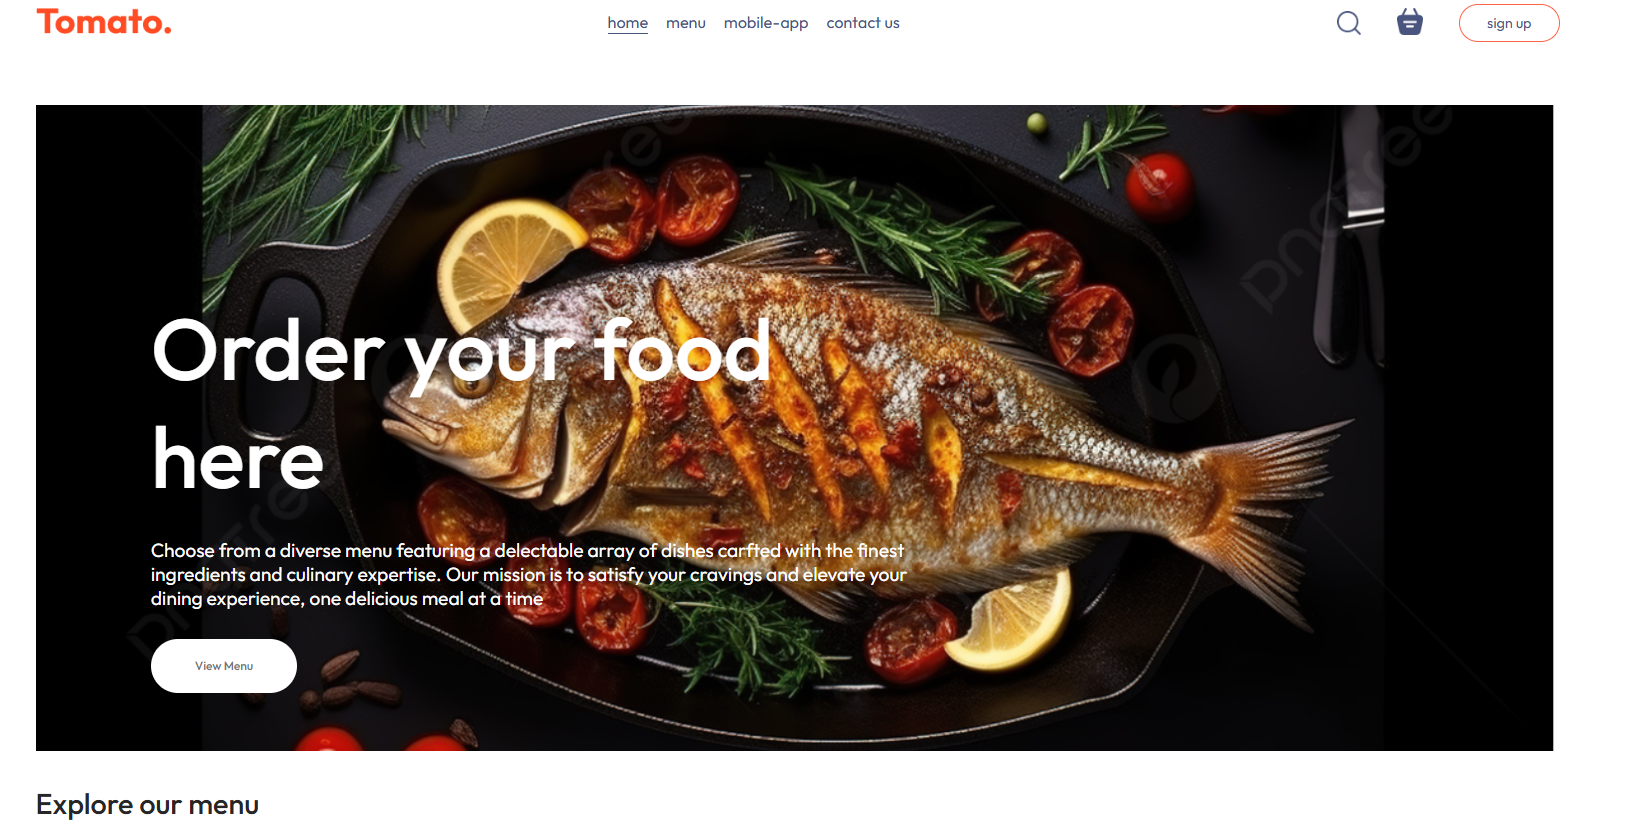 Tomato.
home menu mobile-app contact us
sign up
Order your food
here
Choose from a diverse menu featuring a delectable array of dishes carfted with the finest
ingredients and culinary expertise. Our mission is to satisfy your cravings and elevate your
dining experience, one delicious meal at a time
View Menu
Explore our menu
pngtree